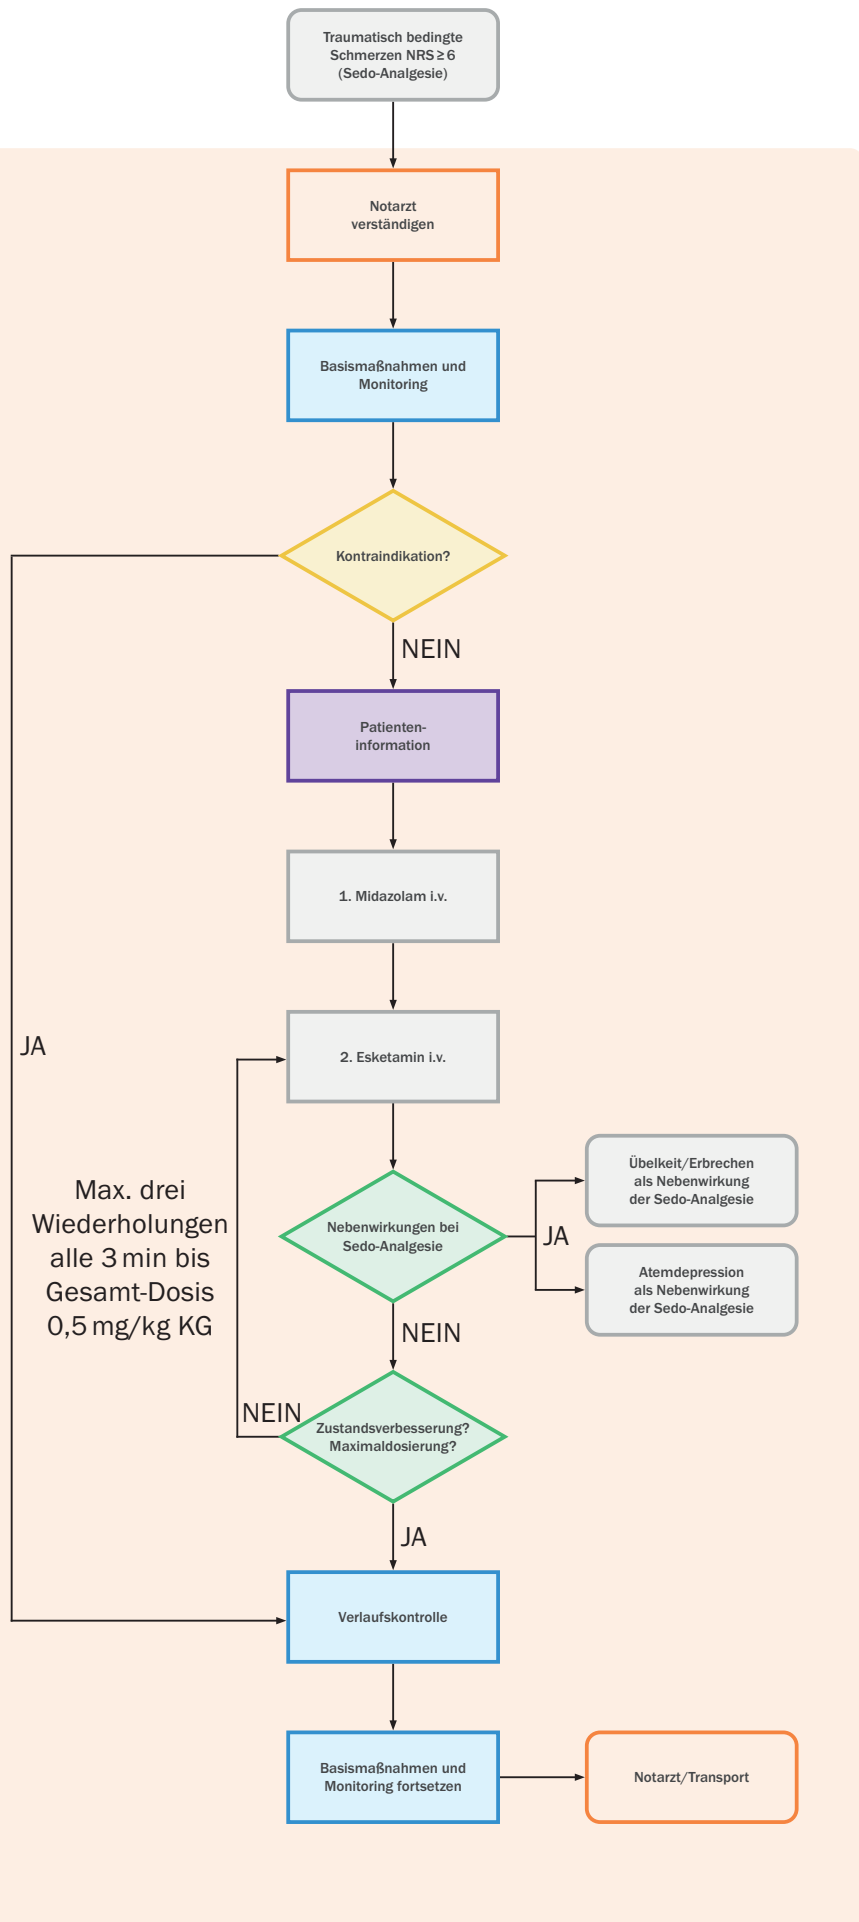 Traumatisch bedingte
Schmerzen NRS ≥ 6
(Sedo-Analgesie)
Notarzt
verständigen
Basismaßnahmen und
Monitoring
Kontraindikation?
NEIN
Patienten-
information
1. Midazolam i.v.
JA
2. Esketamin i.v.
Max. drei
Wiederholungen
alle 3 min bis
Gesamt-Dosis
0,5 mg/kg KG
Nebenwirkungen bei
Sedo-Analgesie
JA
Übelkeit/Erbrechen
als Nebenwirkung
der Sedo-Analgesie
Atemdepression
als Nebenwirkung
der Sedo-Analgesie
NEIN
NEIN
Zustandsverbesserung?
Maximaldosierung?
JA
Verlaufskontrolle
Basismaßnahmen und
Monitoring fortsetzen
Notarzt/Transport